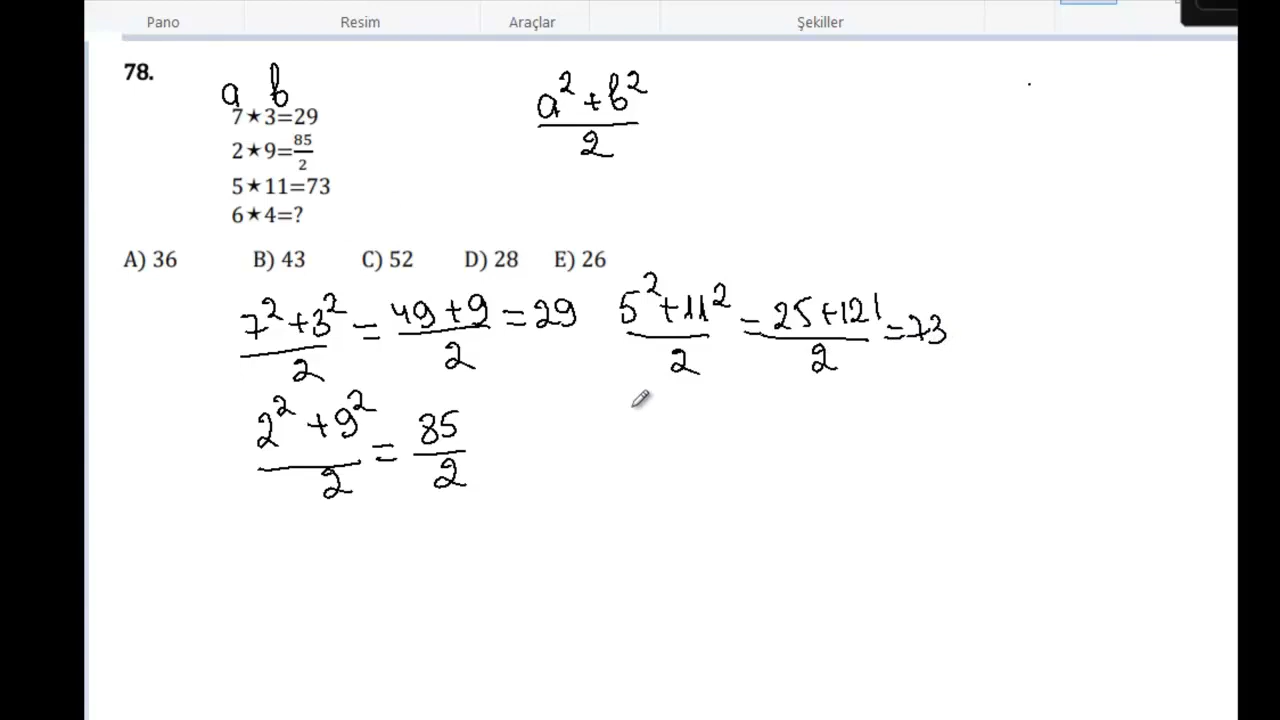 Pano Resim Araçlar Şekiller
78.
a b
a² + b²
2
7⋆3=29
2⋆9=85/2
5⋆11=73
6⋆4=?
A) 36 B) 43 C) 52 D) 28 E) 26
7² + 3² / 2 = 49 + 9 / 2 = 29
5² + 11² / 2 = 25 + 121 / 2 = 73
2² + 9² / 2 = 85 / 2